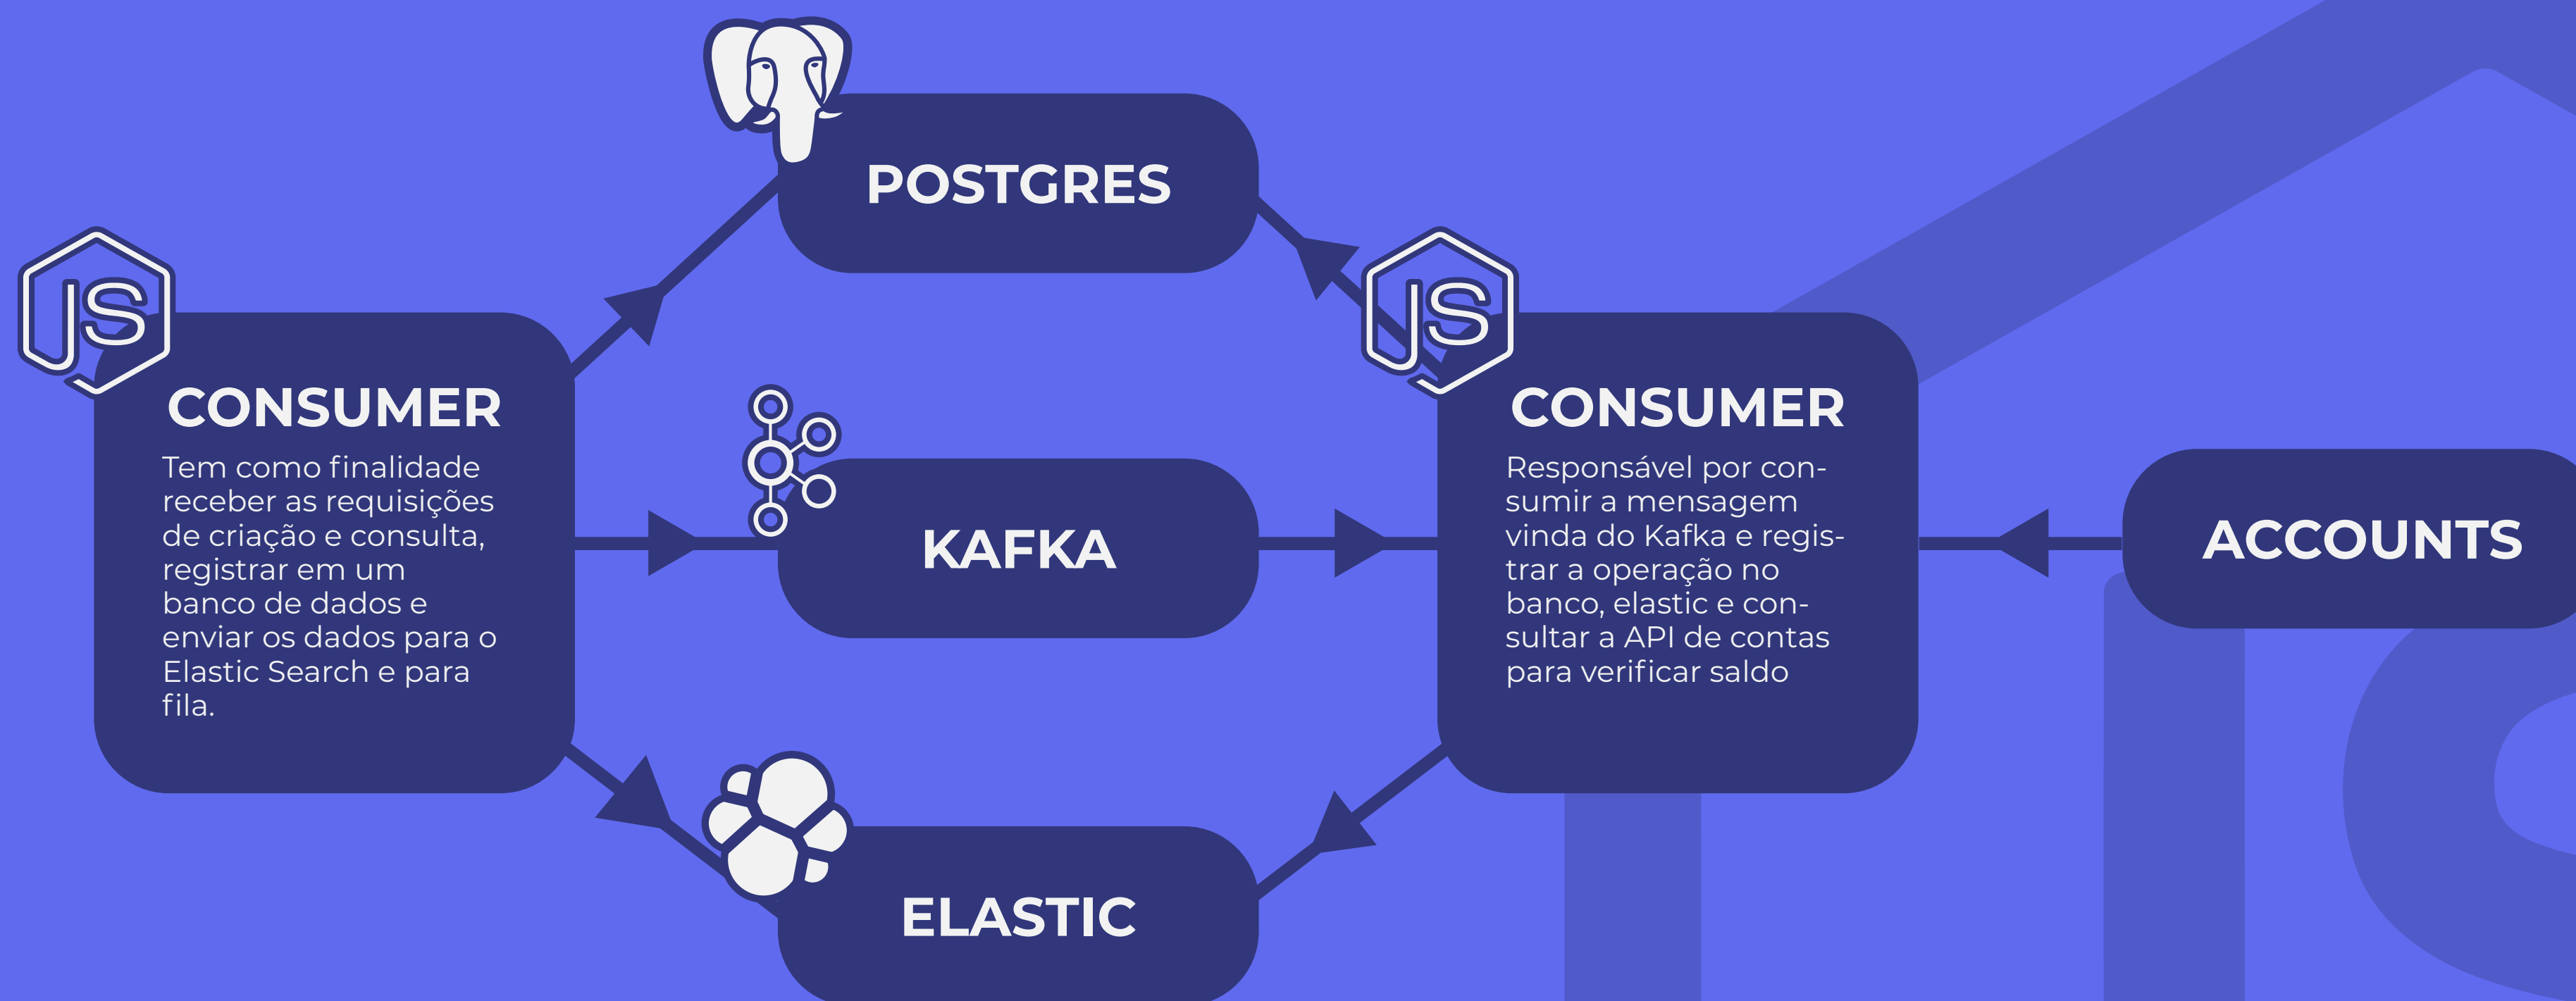 POSTGRES
JS
CONSUMER
Tem como finalidade
receber as requisições
de criação e consulta,
registrar em um
banco de dados e
enviar os dados para o
Elastic Search e para
fila.
KAFKA
JS
CONSUMER
Responsável por con-
sumir a mensagem
vinda do Kafka e regis-
trar a operação no
banco, elastic e con-
sultar a API de contas
para verificar saldo
ACCOUNTS
ELASTIC